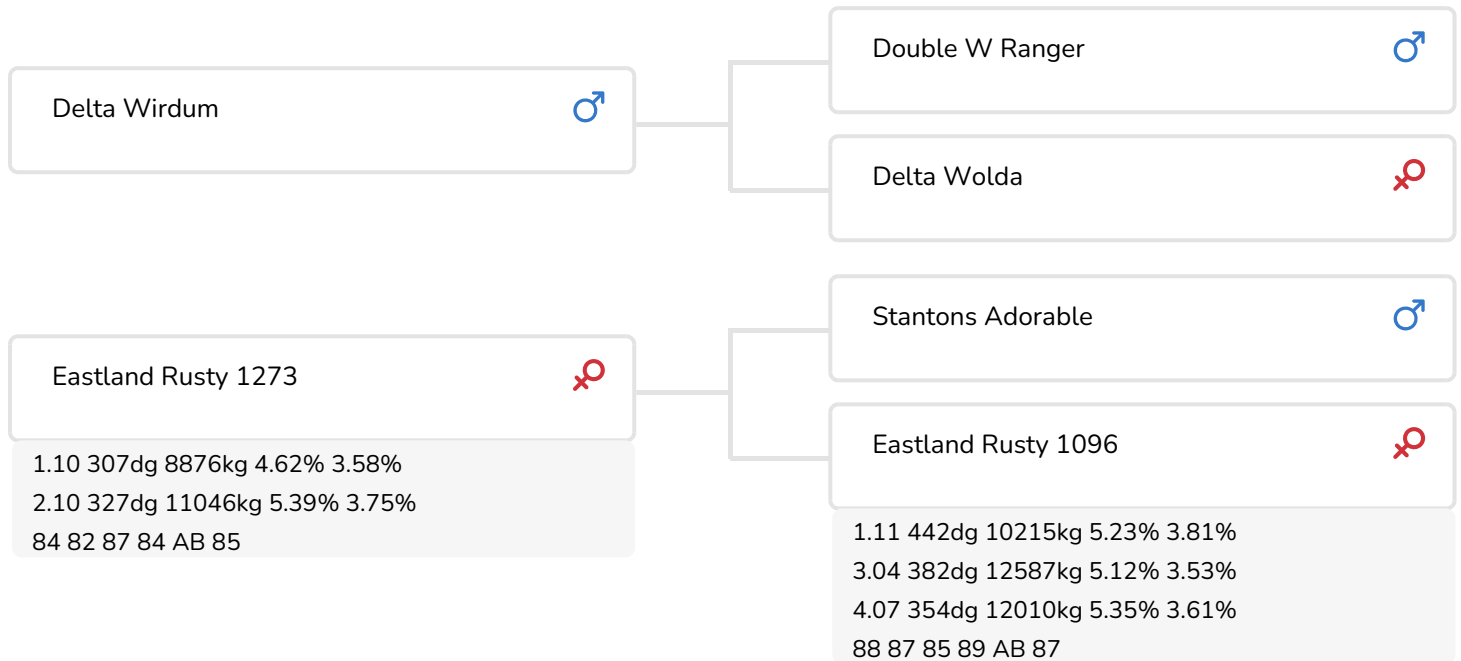 Double W Ranger
Delta Wirdum
Delta Wolda
Stantons Adorable
Eastland Rusty 1273
Eastland Rusty 1096
1.10 307dg 8876kg 4.62% 3.58%
2.10 327dg 11046kg 5.39% 3.75%
84 82 87 84 AB 85
1.11 442dg 10215kg 5.23% 3.81%
3.04 382dg 12587kg 5.12% 3.53%
4.07 354dg 12010kg 5.35% 3.61%
88 87 85 89 AB 87